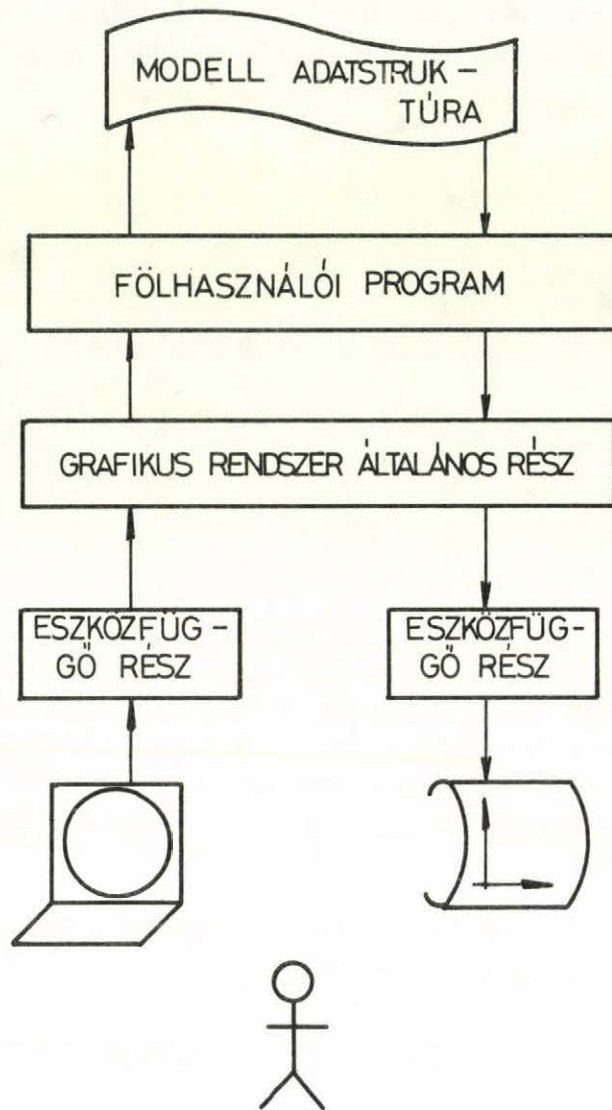 MODELL ADATSTRUK-
TÚRA
FÖLHASZNÁLÓI PROGRAM
GRAFIKUS RENDSZER ÁLTALÁNOS RÉSZ
ESZKÖZFÜG-
GŐ RÉSZ
ESZKÖZFÜG-
GŐ RÉSZ